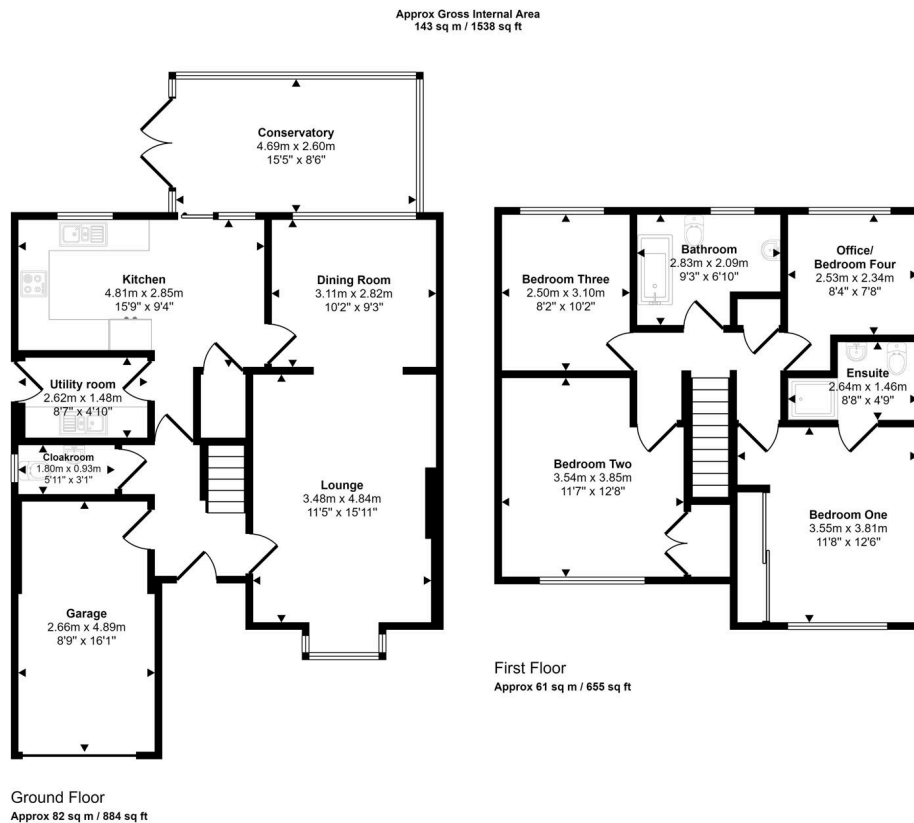 Approx Gross Internal Area
143 sq m / 1538 sq ft
Conservatory
4.69m x 2.60m
15'5" x 8'6"
Kitchen
4.81m x 2.85m
15'9" x 9'4"
Dining Room
3.11m x 2.82m
10'2" x 9'3"
Utility room
2.62m x 1.48m
8'7" x 4'10"
Cloakroom
1.80m x 0.93m
5'11" x 3'1"
Lounge
3.48m x 4.84m
11'5" x 15'11"
Garage
2.66m x 4.89m
8'9" x 16'1"
Ground Floor
Approx 82 sq m / 884 sq ft
Bedroom Three
2.50m x 3.10m
8'2" x 10'2"
Bathroom
2.83m x 2.09m
9'3" x 6'10"
Office/
Bedroom Four
2.53m x 2.34m
8'4" x 7'8"
Ensuite
2.64m x 1.46m
8'8" x 4'9"
Bedroom Two
3.54m x 3.85m
11'7" x 12'8"
Bedroom One
3.55m x 3.81m
11'8" x 12'6"
First Floor
Approx 61 sq m / 655 sq ft